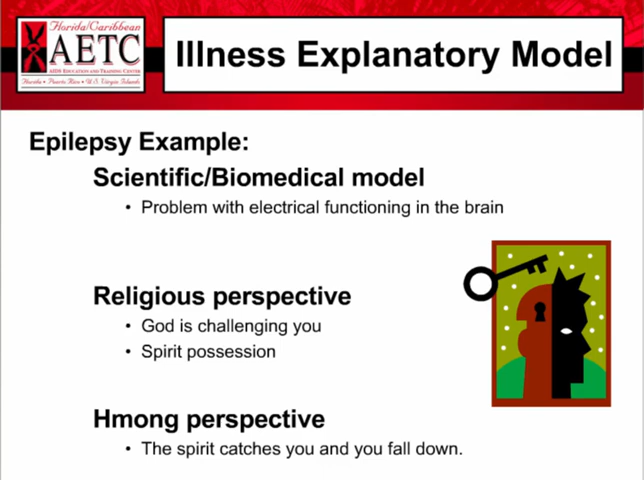 Florida/Caribbean
AETC
AIDS EDUCATION AND TRAINING CENTER
Florida • Puerto Rico • U.S. Virgin Islands
Illness Explanatory Model
Epilepsy Example:
Scientific/Biomedical model
• Problem with electrical functioning in the brain
Religious perspective
• God is challenging you
• Spirit possession
Hmong perspective
• The spirit catches you and you fall down.